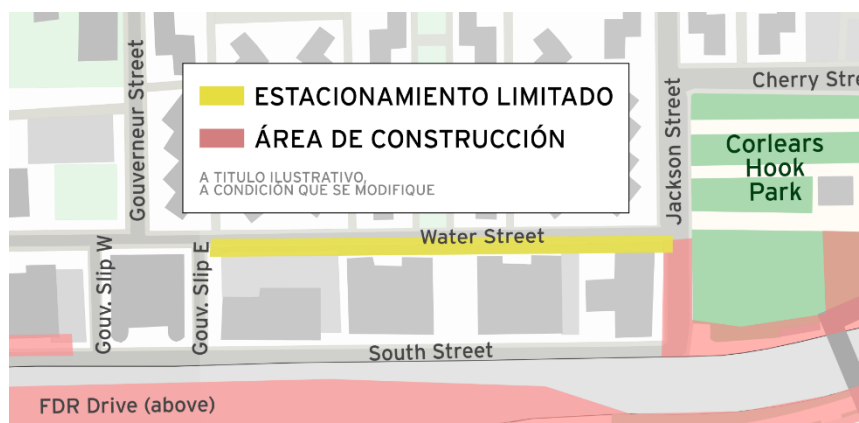 Gouverneur Street
ESTACIONAMIENTO LIMITADO
ÁREA DE CONSTRUCCIÓN
A TITULO ILUSTRATIVO,
A CONDICIÓN QUE SE MODIFIQUE
Jackson Street
Cherry Stre
Corlears
Hook
Park
Water Street
Gouv. Slip W
Gouv. Slip E
South Street
FDR Drive (above)